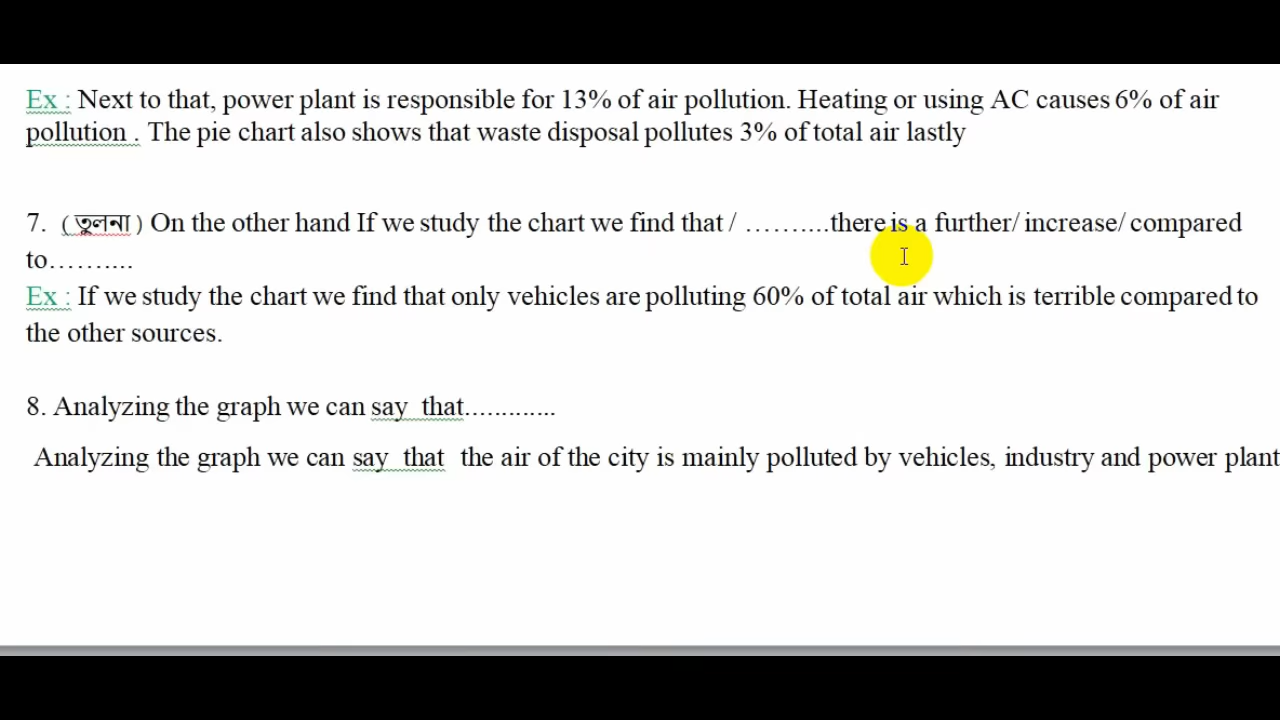 Ex : Next to that, power plant is responsible for 13% of air pollution. Heating or using AC causes 6% of air
pollution . The pie chart also shows that waste disposal pollutes 3% of total air lastly
7. (তুলনা) On the other hand If we study the chart we find that / ……….there is a further/ increase/ compared
to……….
Ex : If we study the chart we find that only vehicles are polluting 60% of total air which is terrible compared to
the other sources.
8. Analyzing the graph we can say that.............
Analyzing the graph we can say that the air of the city is mainly polluted by vehicles, industry and power plant